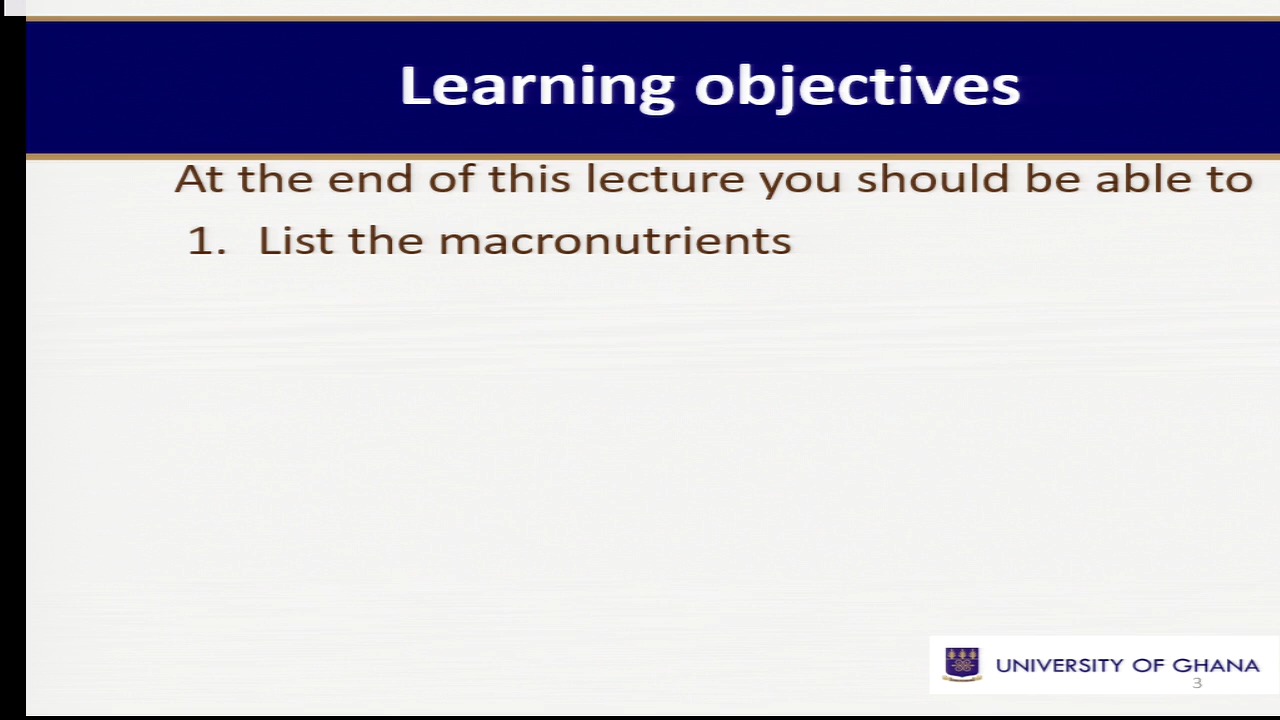 Learning objectives
At the end of this lecture you should be able to
1. List the macronutrients
UNIVERSITY OF GHANA
3